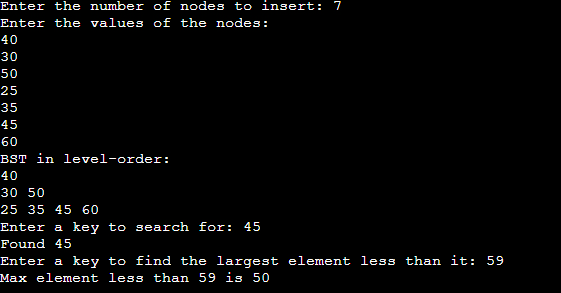 Enter the number of nodes to insert: 7
Enter the values of the nodes:
40
30
50
25
35
45
60
BST in level-order:
40
30 50
25 35 45 60
Enter a key to search for: 45
Found 45
Enter a key to find the largest element less than it: 59
Max element less than 59 is 50